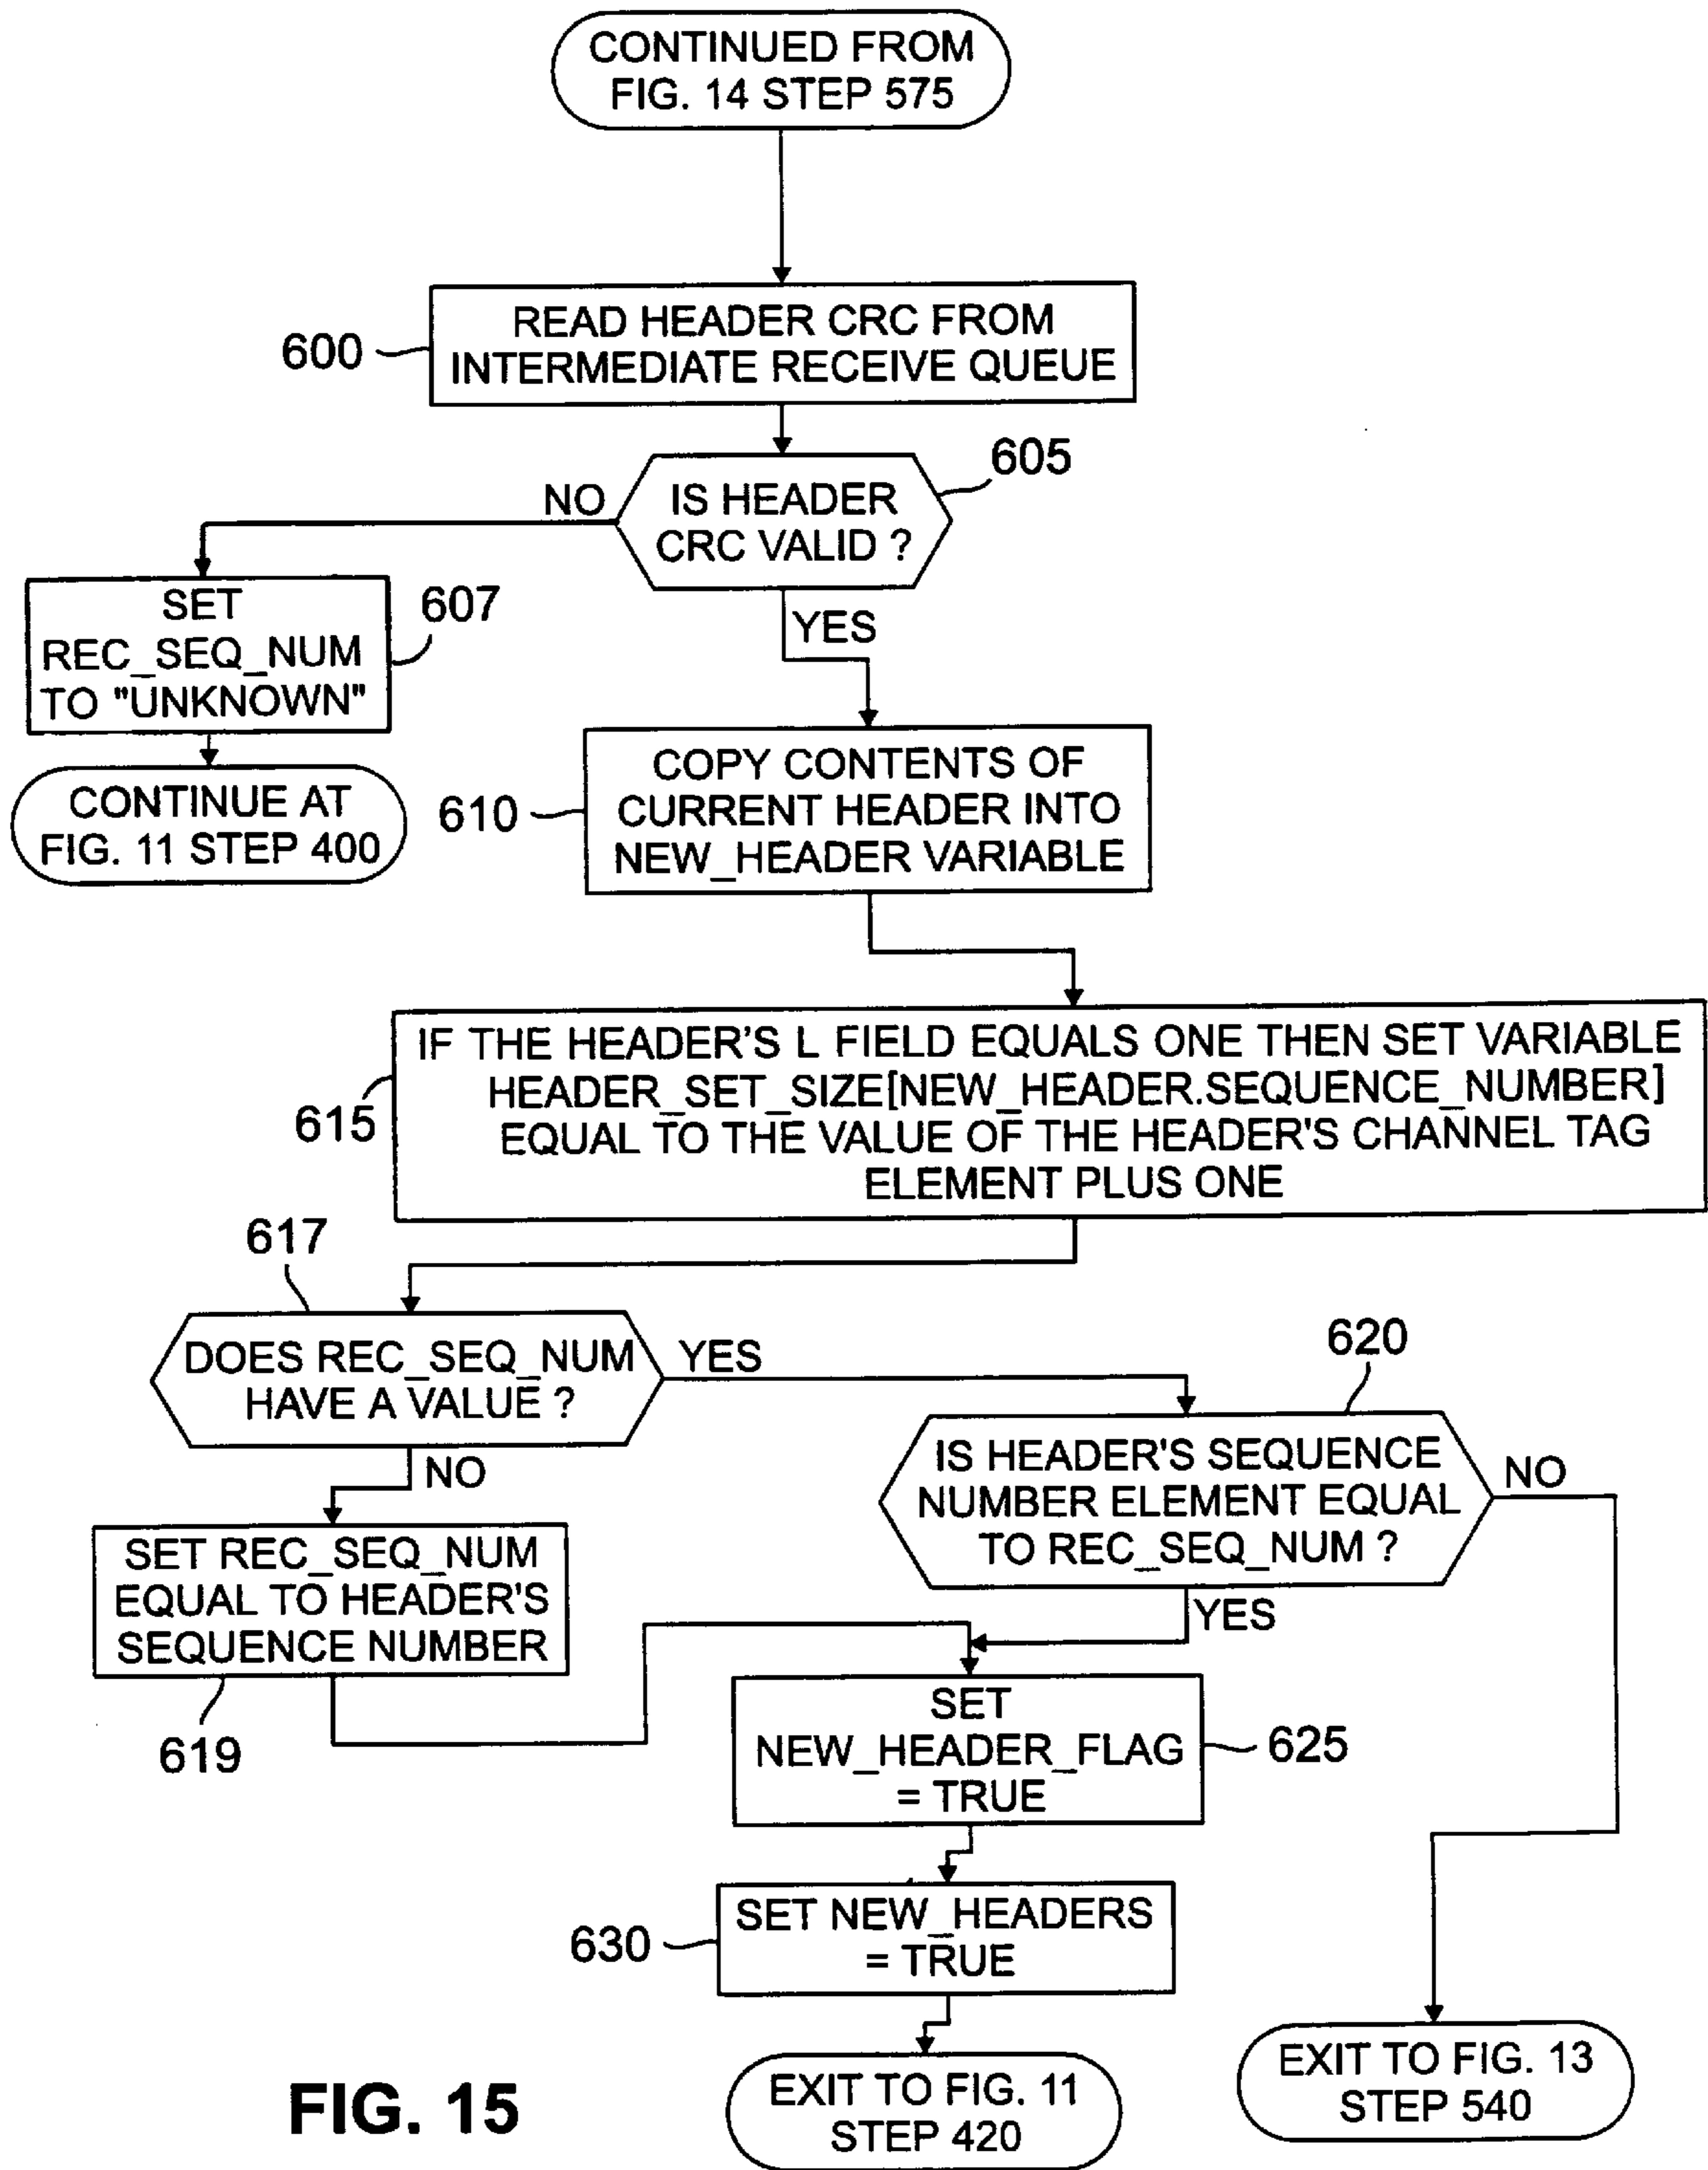 CONTINUED FROM
FIG. 14 STEP 575
600
READ HEADER CRC FROM
INTERMEDIATE RECEIVE QUEUE
605
NO
IS HEADER
CRC VALID ?
YES
607
SET
REC_SEQ_NUM
TO "UNKNOWN"
CONTINUE AT
FIG. 11 STEP 400
610
COPY CONTENTS OF
CURRENT HEADER INTO
NEW_HEADER VARIABLE
615
IF THE HEADER'S L FIELD EQUALS ONE THEN SET VARIABLE
HEADER_SET_SIZE[NEW_HEADER.SEQUENCE_NUMBER]
EQUAL TO THE VALUE OF THE HEADER'S CHANNEL TAG
ELEMENT PLUS ONE
617
DOES REC_SEQ_NUM
HAVE A VALUE ?
YES
NO
620
IS HEADER'S SEQUENCE
NUMBER ELEMENT EQUAL
TO REC_SEQ_NUM ?
NO
YES
SET REC_SEQ_NUM
EQUAL TO HEADER'S
SEQUENCE NUMBER
619
SET
NEW_HEADER_FLAG
= TRUE
625
630
SET NEW_HEADERS
= TRUE
EXIT TO FIG. 11
STEP 420
EXIT TO FIG. 13
STEP 540
FIG. 15